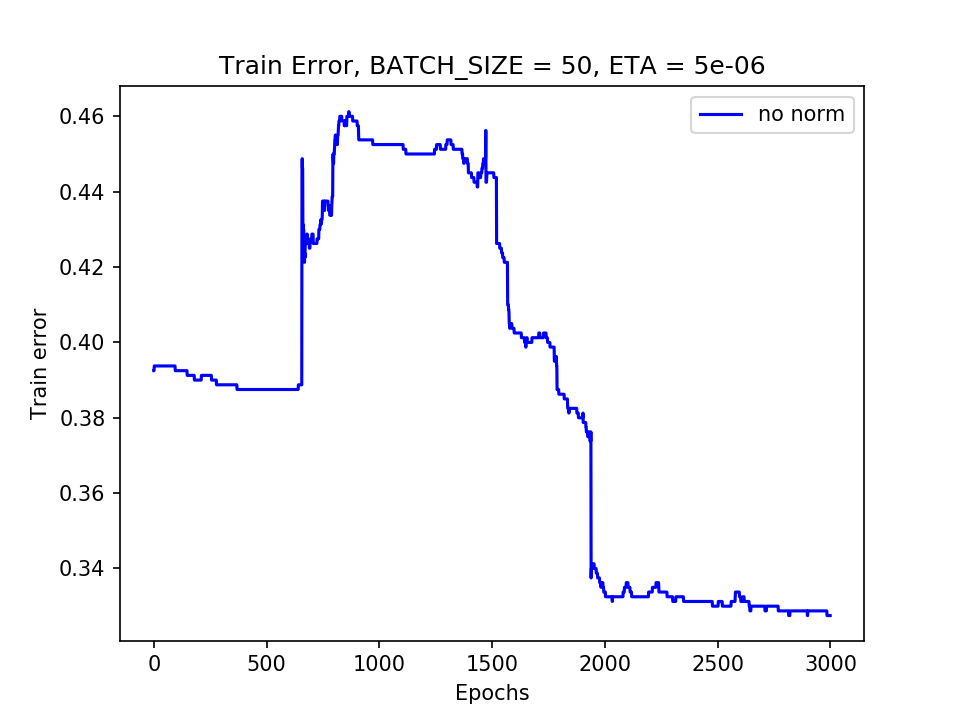 Train Error, BATCH_SIZE = 50, ETA = 5e-06
no norm
0.46
0.44
0.42
0.40
0.38
0.36
0.34
Train error
0 500 1000 1500 2000 2500 3000
Epochs